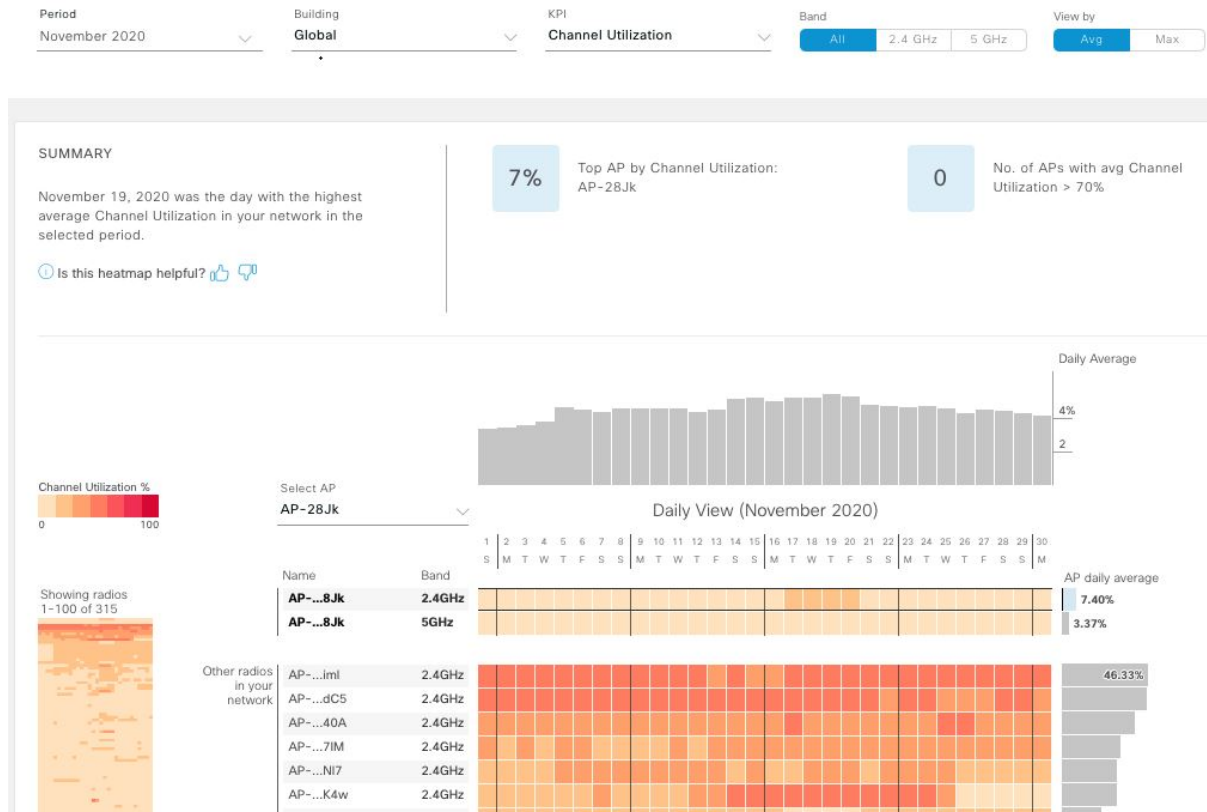 Period
November 2020
Building
Global
KPI
Channel Utilization
Band
All 2.4 GHz 5 GHz
View by
Avg Max
SUMMARY
November 19, 2020 was the day with the highest
average Channel Utilization in your network in the
selected period.
Is this heatmap helpful?
7%
Top AP by Channel Utilization:
AP-28Jk
0
No. of APs with avg Channel
Utilization > 70%
Daily Average
4%
2
Channel Utilization %
0 100
Select AP
AP-28Jk
Daily View (November 2020)
1 2 3 4 5 6 7 8 9 10 11 12 13 14 15 16 17 18 19 20 21 22 23 24 25 26 27 28 29 30
S M T W T F S S M T W T F S S M T W T F S S M T W T F S S M
Name Band
AP daily average
Showing radios
1-100 of 315
AP-...8Jk 2.4GHz 7.40%
AP-...8Jk 5GHz 3.37%
Other radios
in your
network
AP-...iml 2.4GHz 46.33%
AP-...dC5 2.4GHz
AP-...40A 2.4GHz
AP-...7IM 2.4GHz
AP-...NI7 2.4GHz
AP-...K4w 2.4GHz